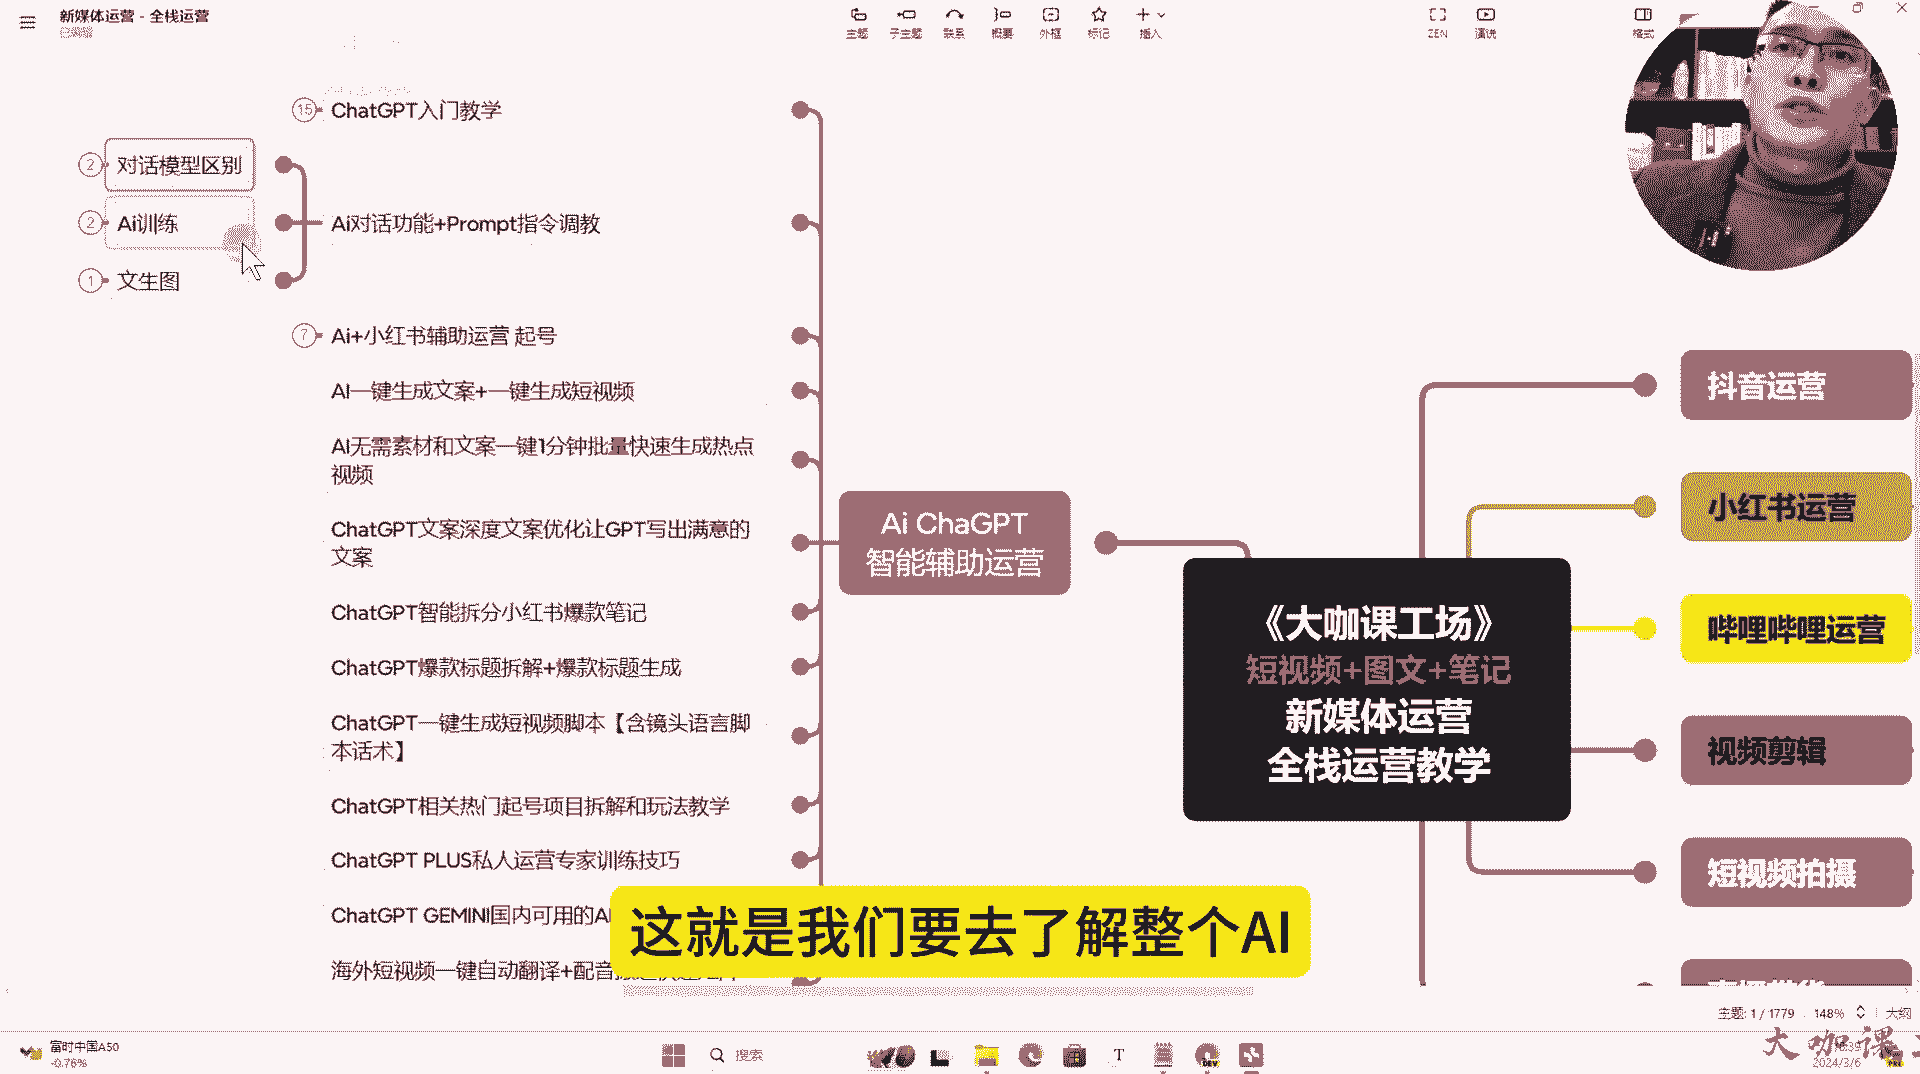 新媒体运营 - 全栈运营
已编辑
主题
子主题
联系
概要
外框
标记
插入
ZEN
演说
格式
15
ChatGPT入门教学
2
对话模型区别
2
Ai训练
1
文生图
Ai对话功能+Prompt指令调教
7
Ai+小红书辅助运营 起号
AI一键生成文案+一键生成短视频
AI无需素材和文案一键1分钟批量快速生成热点
视频
ChatGPT文案深度文案优化让GPT写出满意的
文案
ChatGPT智能拆分小红书爆款笔记
ChatGPT爆款标题拆解+爆款标题生成
ChatGPT一键生成短视频脚本【含镜头语言脚
本话术】
ChatGPT相关热门起号项目拆解和玩法教学
ChatGPT PLUS私人运营专家训练技巧
ChatGPT GEMINI国内可用的AI
海外短视频一键自动翻译+配音
Ai ChaGPT
智能辅助运营
《大咖课工场》
短视频+图文+笔记
新媒体运营
全栈运营教学
抖音运营
小红书运营
哔哩哔哩运营
视频剪辑
短视频拍摄
这就是我们要去了解整个AI
主题: 1 / 1779
148%
大纲
富时中国A50
-0.76%
搜索
大咖课
2024/3/6